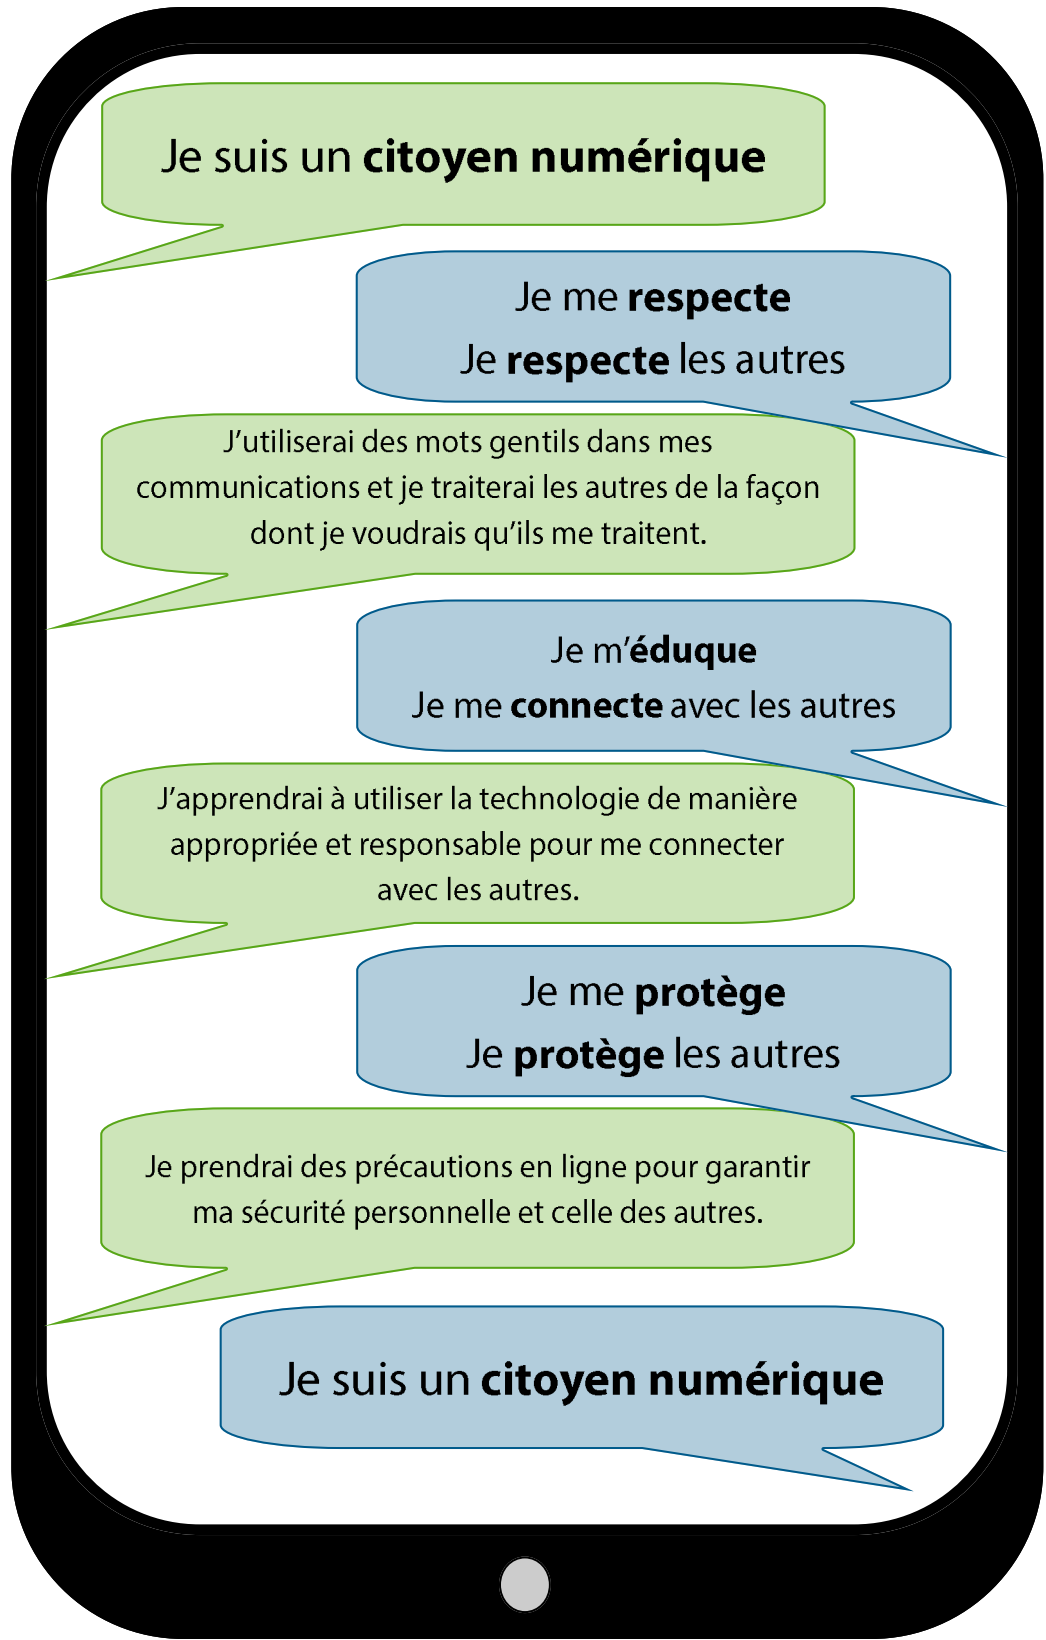 Je suis un citoyen numérique
Je me respecte
Je respecte les autres
J’utiliserai des mots gentils dans mes
communications et je traiterai les autres de la façon
dont je voudrais qu’ils me traitent.
Je m’éduque
Je me connecte avec les autres
J’apprendrai à utiliser la technologie de manière
appropriée et responsable pour me connecter
avec les autres.
Je me protège
Je protège les autres
Je prendrai des précautions en ligne pour garantir
ma sécurité personnelle et celle des autres.
Je suis un citoyen numérique